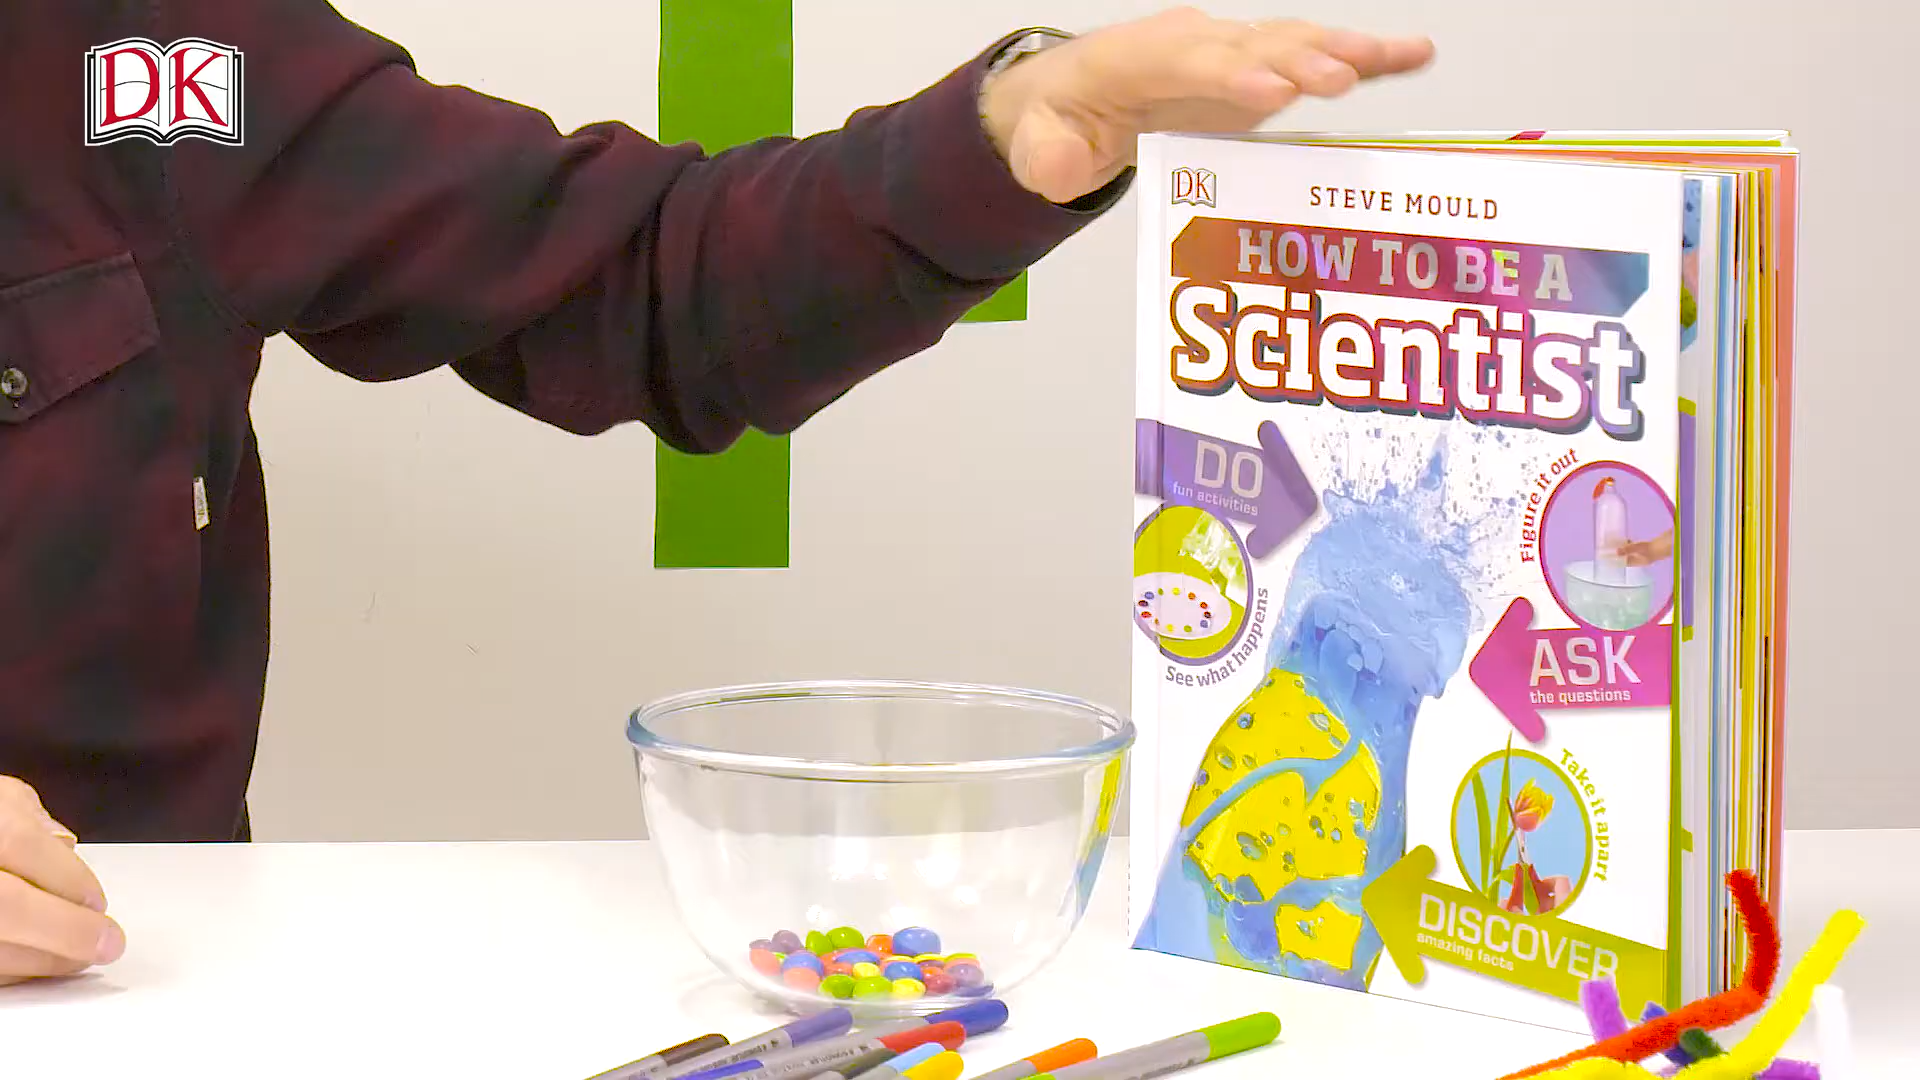 DK
DK
STEVE MOULD
HOW TO BE A
Scientist
DO
fun activities
See what happens
Figure it out
ASK
the questions
Take it apart
DISCOVER
amazing facts